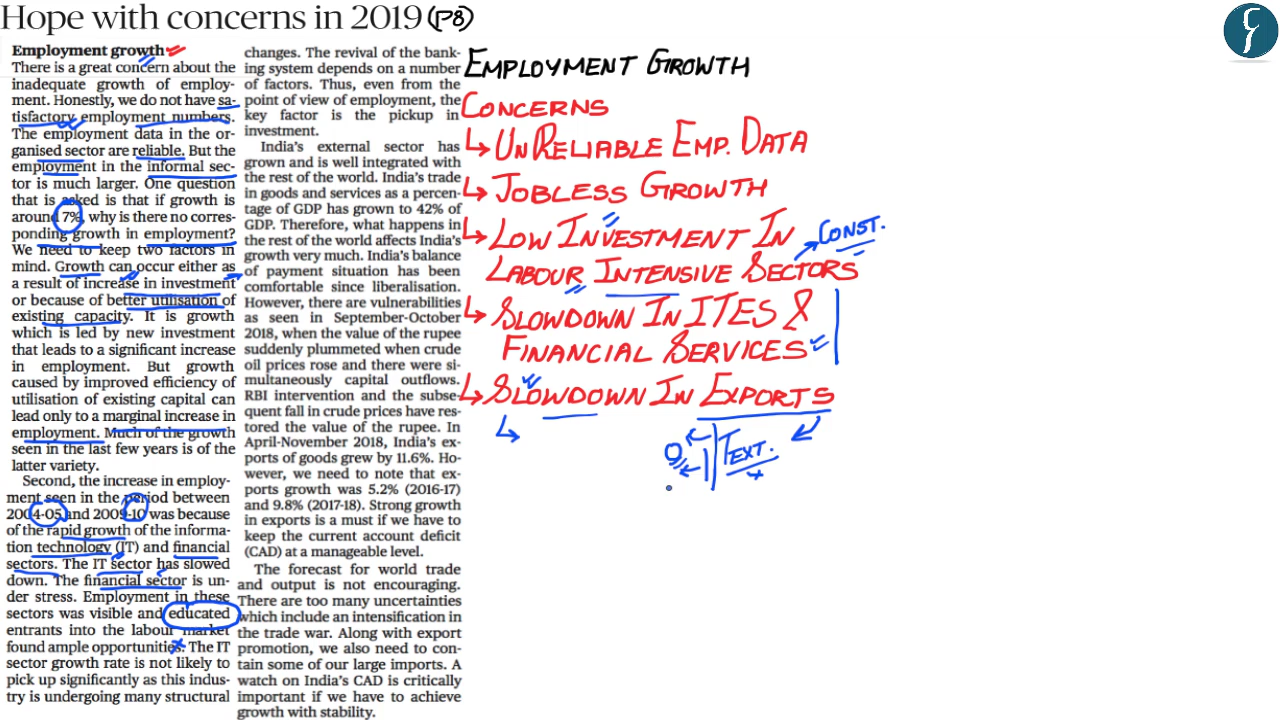 Hope with concerns in 2019 (P8)
Employment growth
There is a great concern about the
inadequate growth of employ-
ment. Honestly, we do not have sa-
tisfactory employment numbers.
The employment data in the or-
ganised sector are reliable. But the
employment in the informal sec-
tor is much larger. One question
that is asked is that if growth is
around 7%, why is there no corres-
ponding growth in employment?
We need to keep two factors in
mind. Growth can occur either as
a result of increase in investment
or because of better utilisation of
existing capacity. It is growth
which is led by new investment
that leads to a significant increase
in employment. But growth
caused by improved efficiency of
utilisation of existing capital can
lead only to a marginal increase in
employment. Much of the growth
seen in the last few years is of the
latter variety.
Second, the increase in employ-
ment seen in the period between
2004-05 and 2009-10 was because
of the rapid growth of the informa-
tion technology (IT) and financial
sectors. The IT sector has slowed
down. The financial sector is un-
der stress. Employment in these
sectors was visible and educated
entrants into the labour market
found ample opportunities. The IT
sector growth rate is not likely to
pick up significantly as this indus-
try is undergoing many structural
changes. The revival of the bank-
ing system depends on a number
of factors. Thus, even from the
point of view of employment, the
key factor is the pickup in
investment.
India's external sector has
grown and is well integrated with
the rest of the world. India's trade
in goods and services as a percen-
tage of GDP has grown to 42% of
GDP. Therefore, what happens in
the rest of the world affects India's
growth very much. India's balance
of payment situation has been
comfortable since liberalisation.
However, there are vulnerabilities
as seen in September-October
2018, when the value of the rupee
suddenly plummeted when crude
oil prices rose and there were si-
multaneously capital outflows.
RBI intervention and the subse-
quent fall in crude prices have res-
tored the value of the rupee. In
April-November 2018, India's ex-
ports of goods grew by 11.6%. Ho-
wever, we need to note that ex-
ports growth was 5.2% (2016-17)
and 9.8% (2017-18). Strong growth
in exports is a must if we have to
keep the current account deficit
(CAD) at a manageable level.
The forecast for world trade
and output is not encouraging.
There are too many uncertainties
which include an intensification in
the trade war. Along with export
promotion, we also need to con-
tain some of our large imports. A
watch on India's CAD is critically
important if we have to achieve
growth with stability.
EMPLOYMENT GROWTH
CONCERNS
UNRELIABLE EMP. DATA
JOBLESS GROWTH
LOW INVESTMENT IN
LABOUR INTENSIVE SECTORS
CONST.
SLOWDOWN IN ITES &
FINANCIAL SERVICES
SLOWDOWN IN EXPORTS
TEXT.